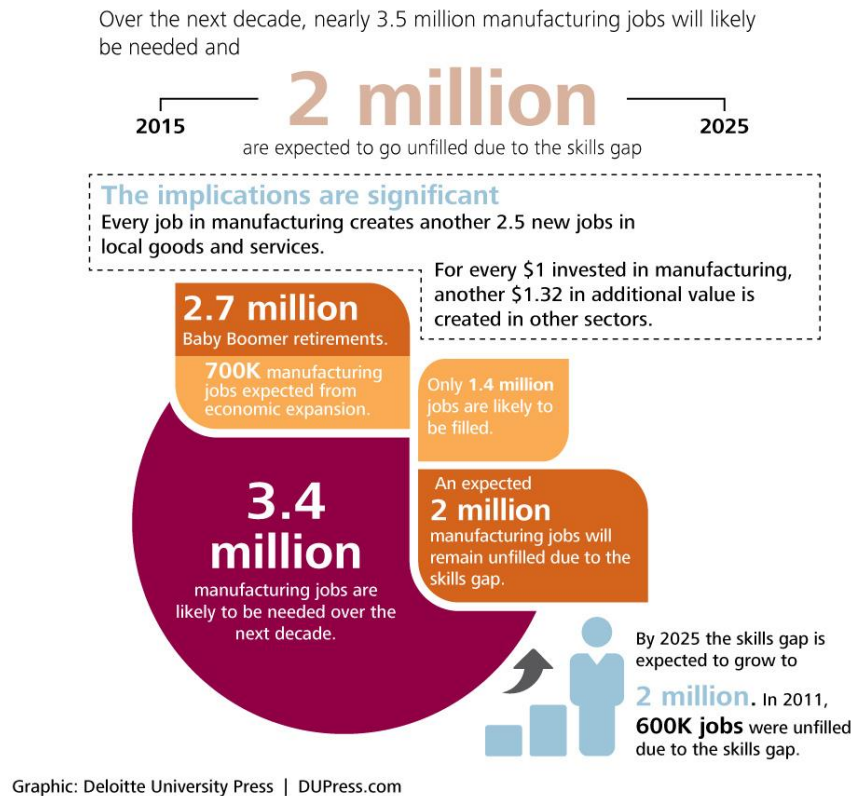 Over the next decade, nearly 3.5 million manufacturing jobs will likely
be needed and
2 million
2015
2025
are expected to go unfilled due to the skills gap
The implications are significant
Every job in manufacturing creates another 2.5 new jobs in
local goods and services.
For every $1 invested in manufacturing,
another $1.32 in additional value is
created in other sectors.
2.7 million
Baby Boomer retirements.
700K manufacturing
jobs expected from
economic expansion.
Only 1.4 million
jobs are likely to
be filled.
An expected
2 million
manufacturing jobs will
remain unfilled due to the
skills gap.
3.4
million
manufacturing jobs are
likely to be needed over the
next decade.
By 2025 the skills gap is
expected to grow to
2 million. In 2011,
600K jobs were unfilled
due to the skills gap.
Graphic: Deloitte University Press | DUPress.com